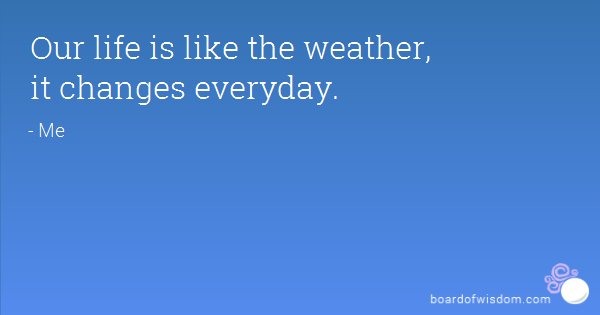 Our life is like the weather,
it changes everyday.
- Me
boardofwisdom.com